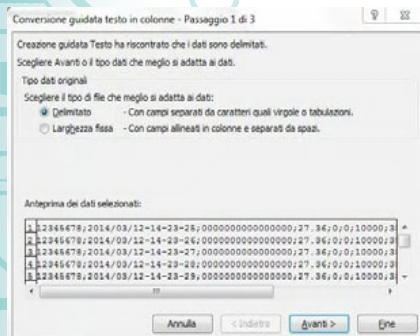 Conversione guidata testo in colonne - Passaggio 1 di 3
Creazione guidata Testo ha riscontrato che i dati sono delimitati.
Scegliere Avanti o il tipo dati che meglio si adatta ai dati.
Tipo dati originali
Scegliere il tipo di file che meglio si adatta ai dati:
Delimitato - Con campi separati da caratteri quali virgole o tabulazioni.
Larghezza fissa - Con campi allineati in colonne e separati da spazi.
Anteprima dei dati selezionati:
1 12345678;2014/03/12-14-23-25;0000000000000000;27.36;0;0;10000;3
2 12345678;2014/03/12-14-23-26;0000000000000000;27.36;0;0;10000;3
3 12345678;2014/03/12-14-23-27;0000000000000000;27.36;0;0;10000;3
4 12345678;2014/03/12-14-23-28;0000000000000000;27.36;0;0;10000;3
5 12345678;2014/03/12-14-23-29;0000000000000000;27.36;0;0;10000;3
Annulla < Indietro Avanti > Fine